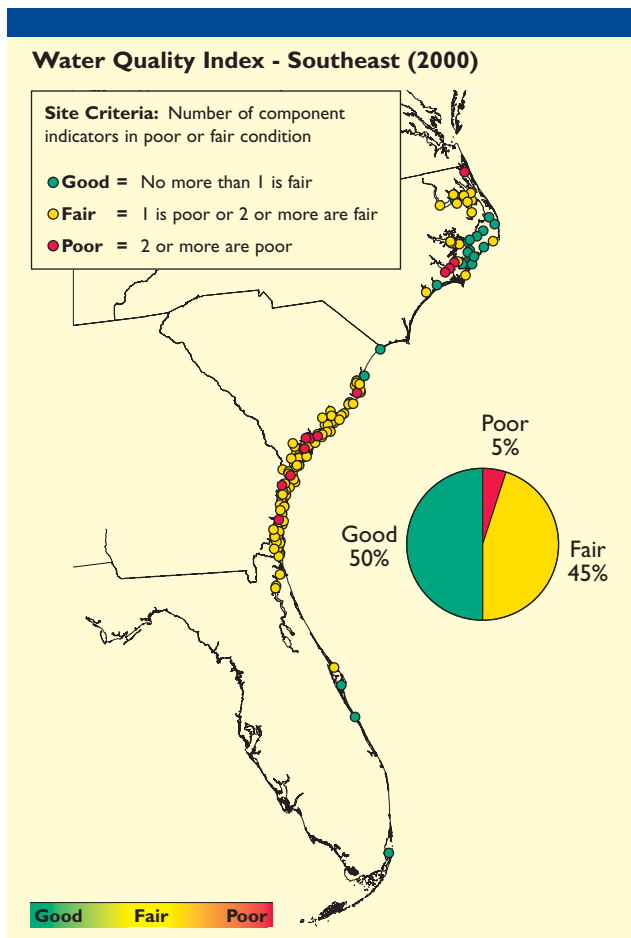 Water Quality Index - Southeast (2000)
Site Criteria: Number of component
indicators in poor or fair condition
Good = No more than 1 is fair
Fair = 1 is poor or 2 or more are fair
Poor = 2 or more are poor
Poor
5%
Good
50%
Fair
45%
Good Fair Poor